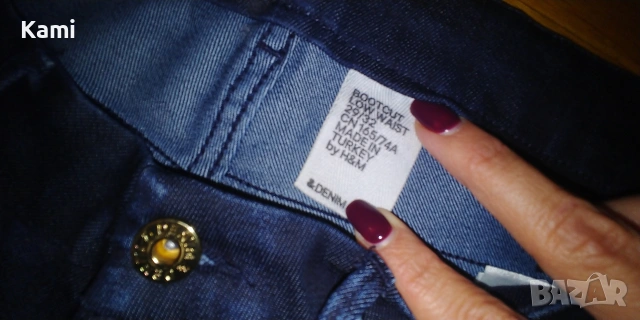 Kami
BOOTCUT
LOW WAIST
29/32
CN 165/74A
MADE IN
TURKEY
by H&M
&DENIM
BAZAR